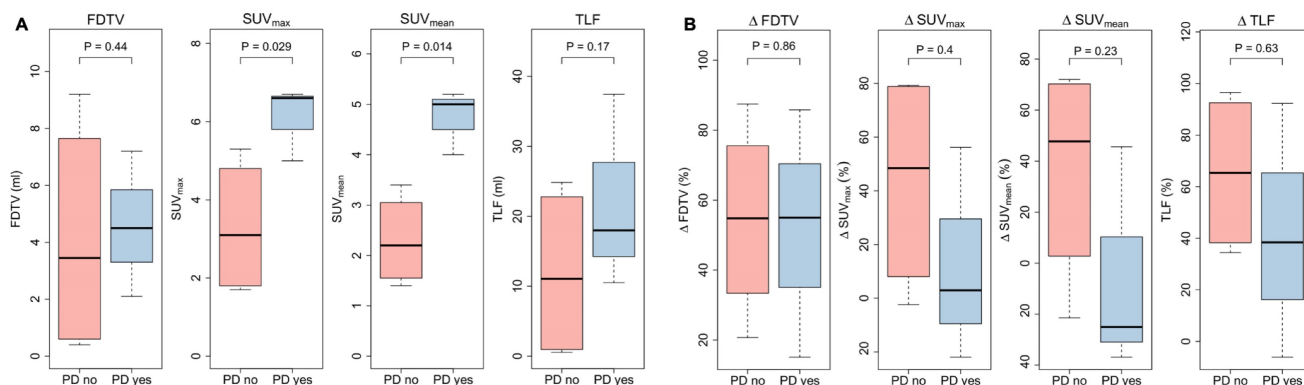 A
FDTV
P = 0.44
FDTV (ml)
10
8
6
4
2
0
PD no PD yes
SUVmax
P = 0.029
SUVmax
8
6
4
2
0
PD no PD yes
SUVmean
P = 0.014
SUVmean
6
5
4
3
2
1
0
PD no PD yes
TLF
P = 0.17
TLF (ml)
40
30
20
10
0
PD no PD yes
B
Δ FDTV
P = 0.86
Δ FDTV (%)
100
80
60
40
20
PD no PD yes
Δ SUVmax
P = 0.4
Δ SUVmax (%)
80
60
40
20
0
20
PD no PD yes
Δ SUVmean
P = 0.23
Δ SUVmean (%)
80
60
40
20
0
20
40
PD no PD yes
Δ TLF
P = 0.63
TLF (%)
120
100
80
60
40
20
0
PD no PD yes